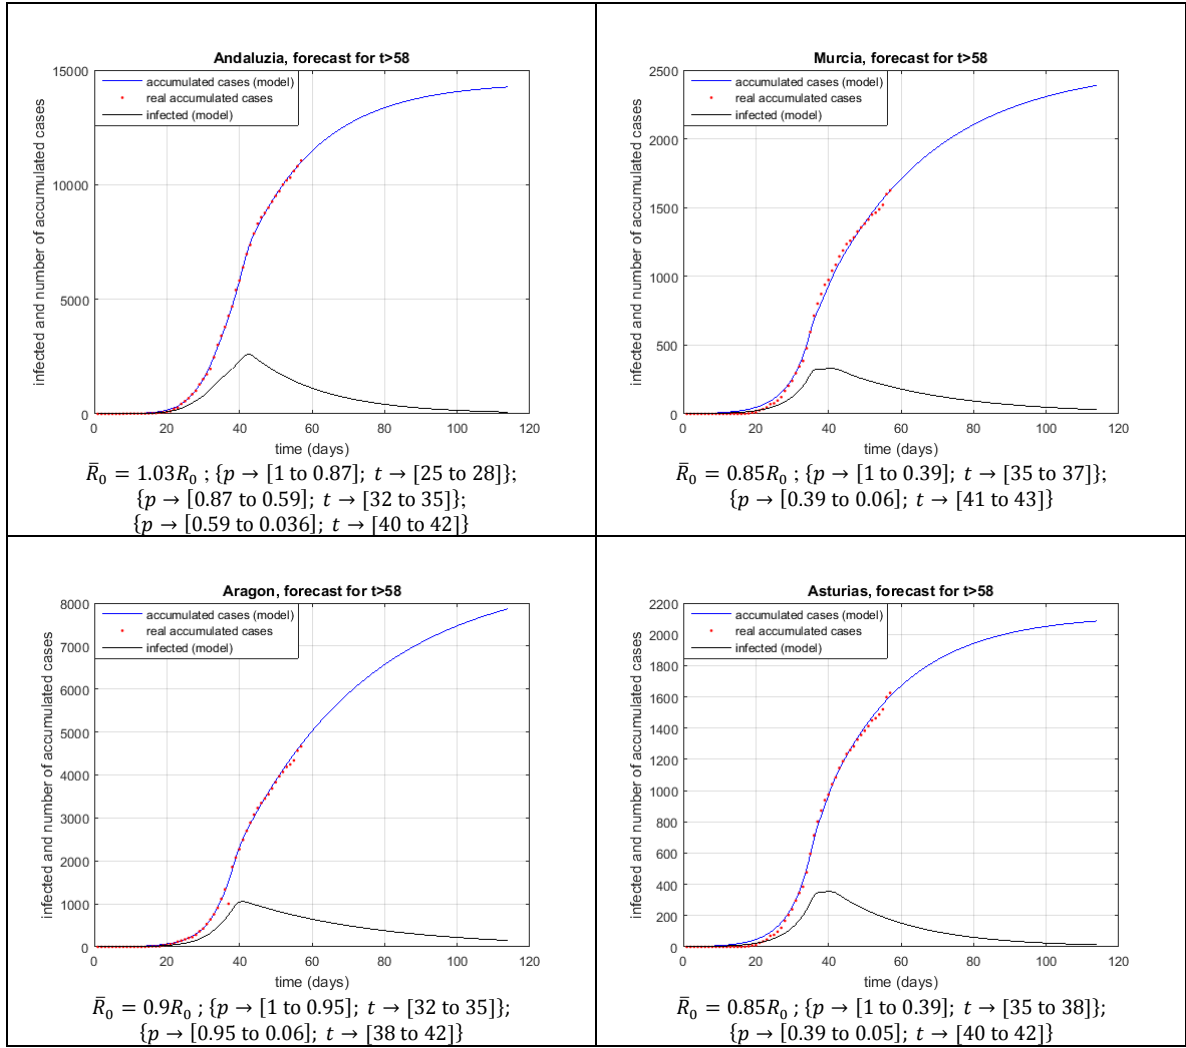 Andaluzia, forecast for t>58
15000
10000
5000
0
infected and number of accumulated cases
accumulated cases (model)
real accumulated cases
infected (model)
0 20 40 60 80 100 120
time (days)
R̄₀ = 1.03R₀ ; {p → [1 to 0.87]; t → [25 to 28]};
{p → [0.87 to 0.59]; t → [32 to 35]};
{p → [0.59 to 0.036]; t → [40 to 42]}
Murcia, forecast for t>58
2500
2000
1500
1000
500
0
infected and number of accumulated cases
accumulated cases (model)
real accumulated cases
infected (model)
0 20 40 60 80 100 120
time (days)
R̄₀ = 0.85R₀ ; {p → [1 to 0.39]; t → [35 to 37]};
{p → [0.39 to 0.06]; t → [41 to 43]}
Aragon, forecast for t>58
8000
7000
6000
5000
4000
3000
2000
1000
0
infected and number of accumulated cases
accumulated cases (model)
real accumulated cases
infected (model)
0 20 40 60 80 100 120
time (days)
R̄₀ = 0.9R₀ ; {p → [1 to 0.95]; t → [32 to 35]};
{p → [0.95 to 0.06]; t → [38 to 42]}
Asturias, forecast for t>58
2200
2000
1800
1600
1400
1200
1000
800
600
400
200
0
infected and number of accumulated cases
accumulated cases (model)
real accumulated cases
infected (model)
0 20 40 60 80 100 120
time (days)
R̄₀ = 0.85R₀ ; {p → [1 to 0.39]; t → [35 to 38]};
{p → [0.39 to 0.05]; t → [40 to 42]}